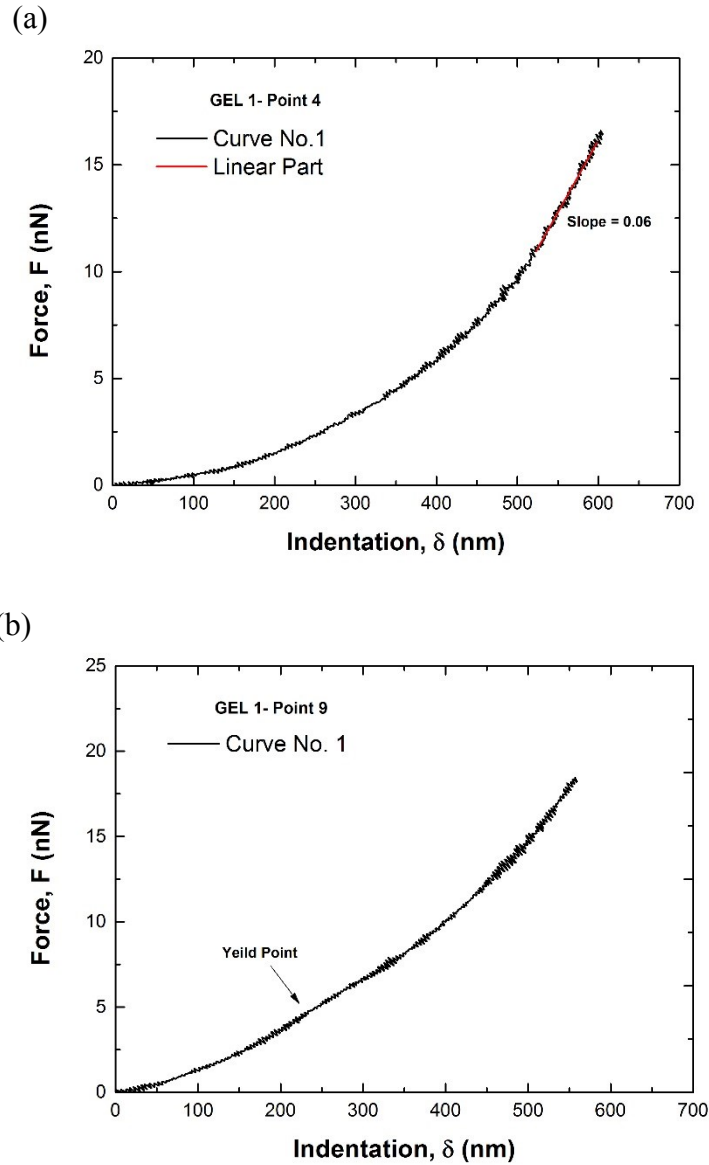 (a)
20
15
10
5
0
Force, F (nN)
GEL 1- Point 4
Curve No.1
Linear Part
Slope = 0.06
0 100 200 300 400 500 600 700
Indentation, δ (nm)
(b)
25
20
15
10
5
0
Force, F (nN)
GEL 1- Point 9
Curve No. 1
Yeild Point
0 100 200 300 400 500 600 700
Indentation, δ (nm)